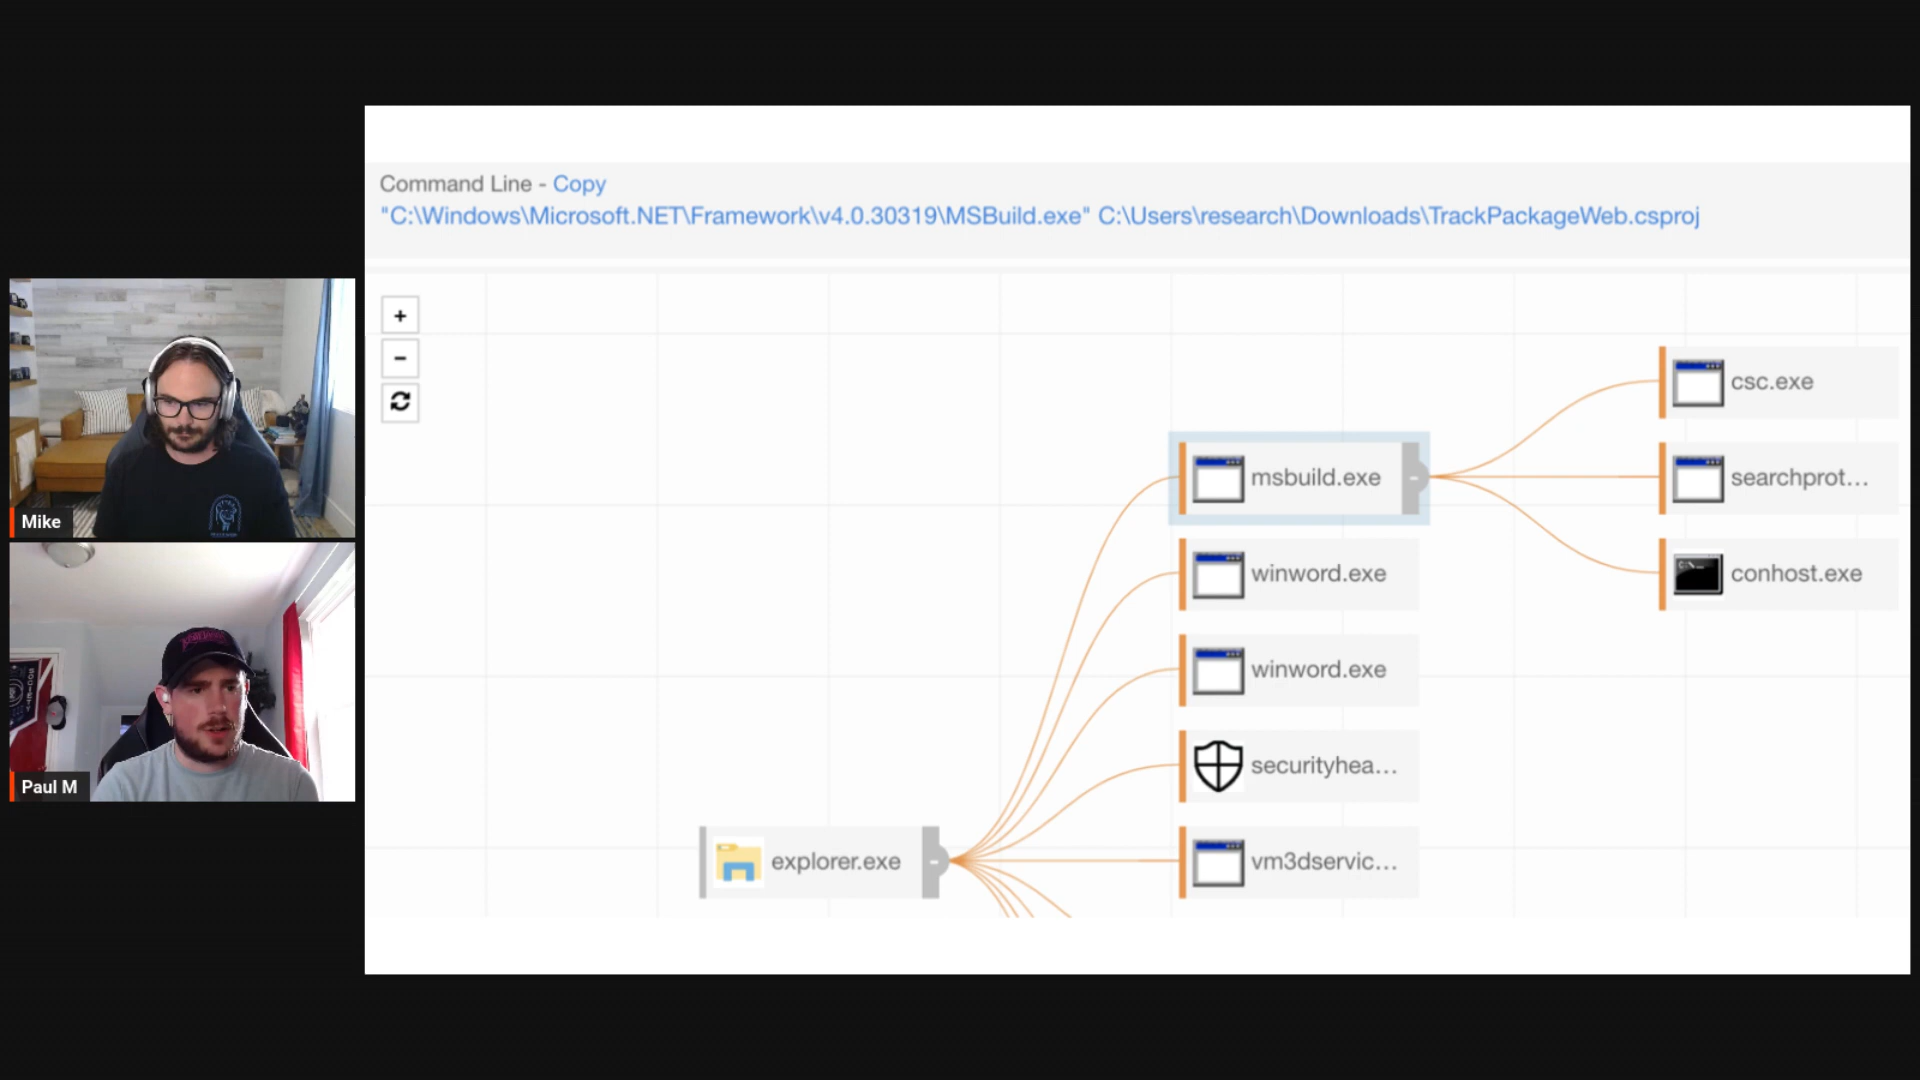 Command Line - Copy
"C:\Windows\Microsoft.NET\Framework\v4.0.30319\MSBuild.exe" C:\Users\research\Downloads\TrackPackageWeb.csproj
+
-
csc.exe
msbuild.exe
-
searchprot...
winword.exe
conhost.exe
winword.exe
securityhea...
vm3dservic...
explorer.exe
-
Mike
Paul M